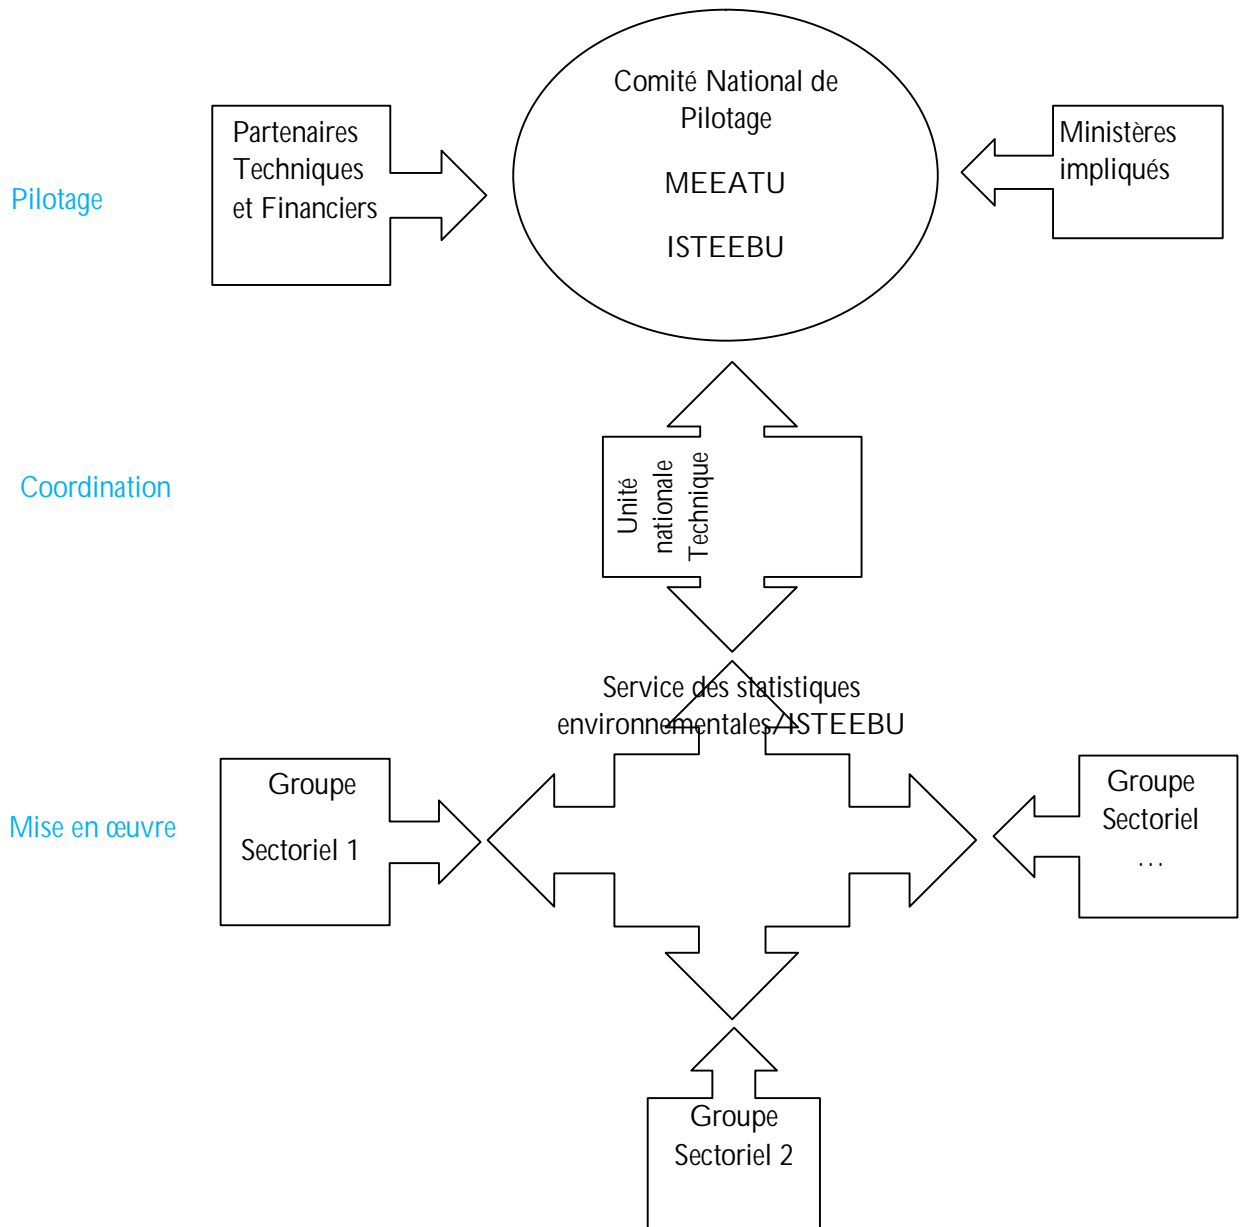 Comité National de
Pilotage
MEEATU
ISTEEBU
Partenaires
Techniques
et Financiers
Ministères
impliqués
Pilotage
Coordination
Unité
nationale
Technique
Service des statistiques
environnementales/ISTEEBU
Mise en œuvre
Groupe
Sectoriel 1
Groupe
Sectoriel
...
Groupe
Sectoriel 2